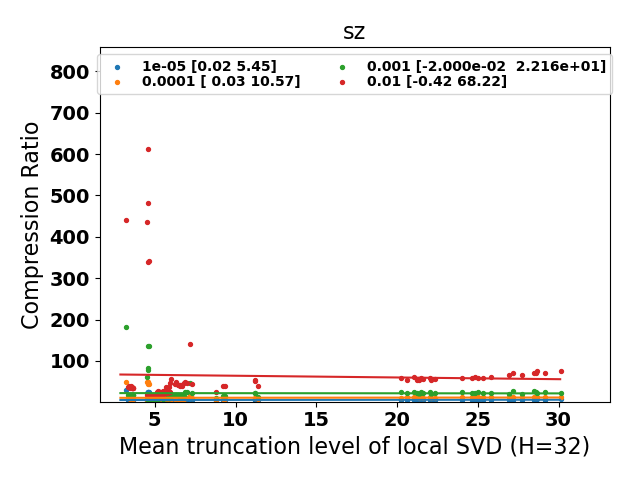 sz
1e-05 [0.02 5.45]
0.0001 [ 0.03 10.57]
0.001 [-2.000e-02  2.216e+01]
0.01 [-0.42 68.22]
Compression Ratio
800
700
600
500
400
300
200
100
5 10 15 20 25 30
Mean truncation level of local SVD (H=32)